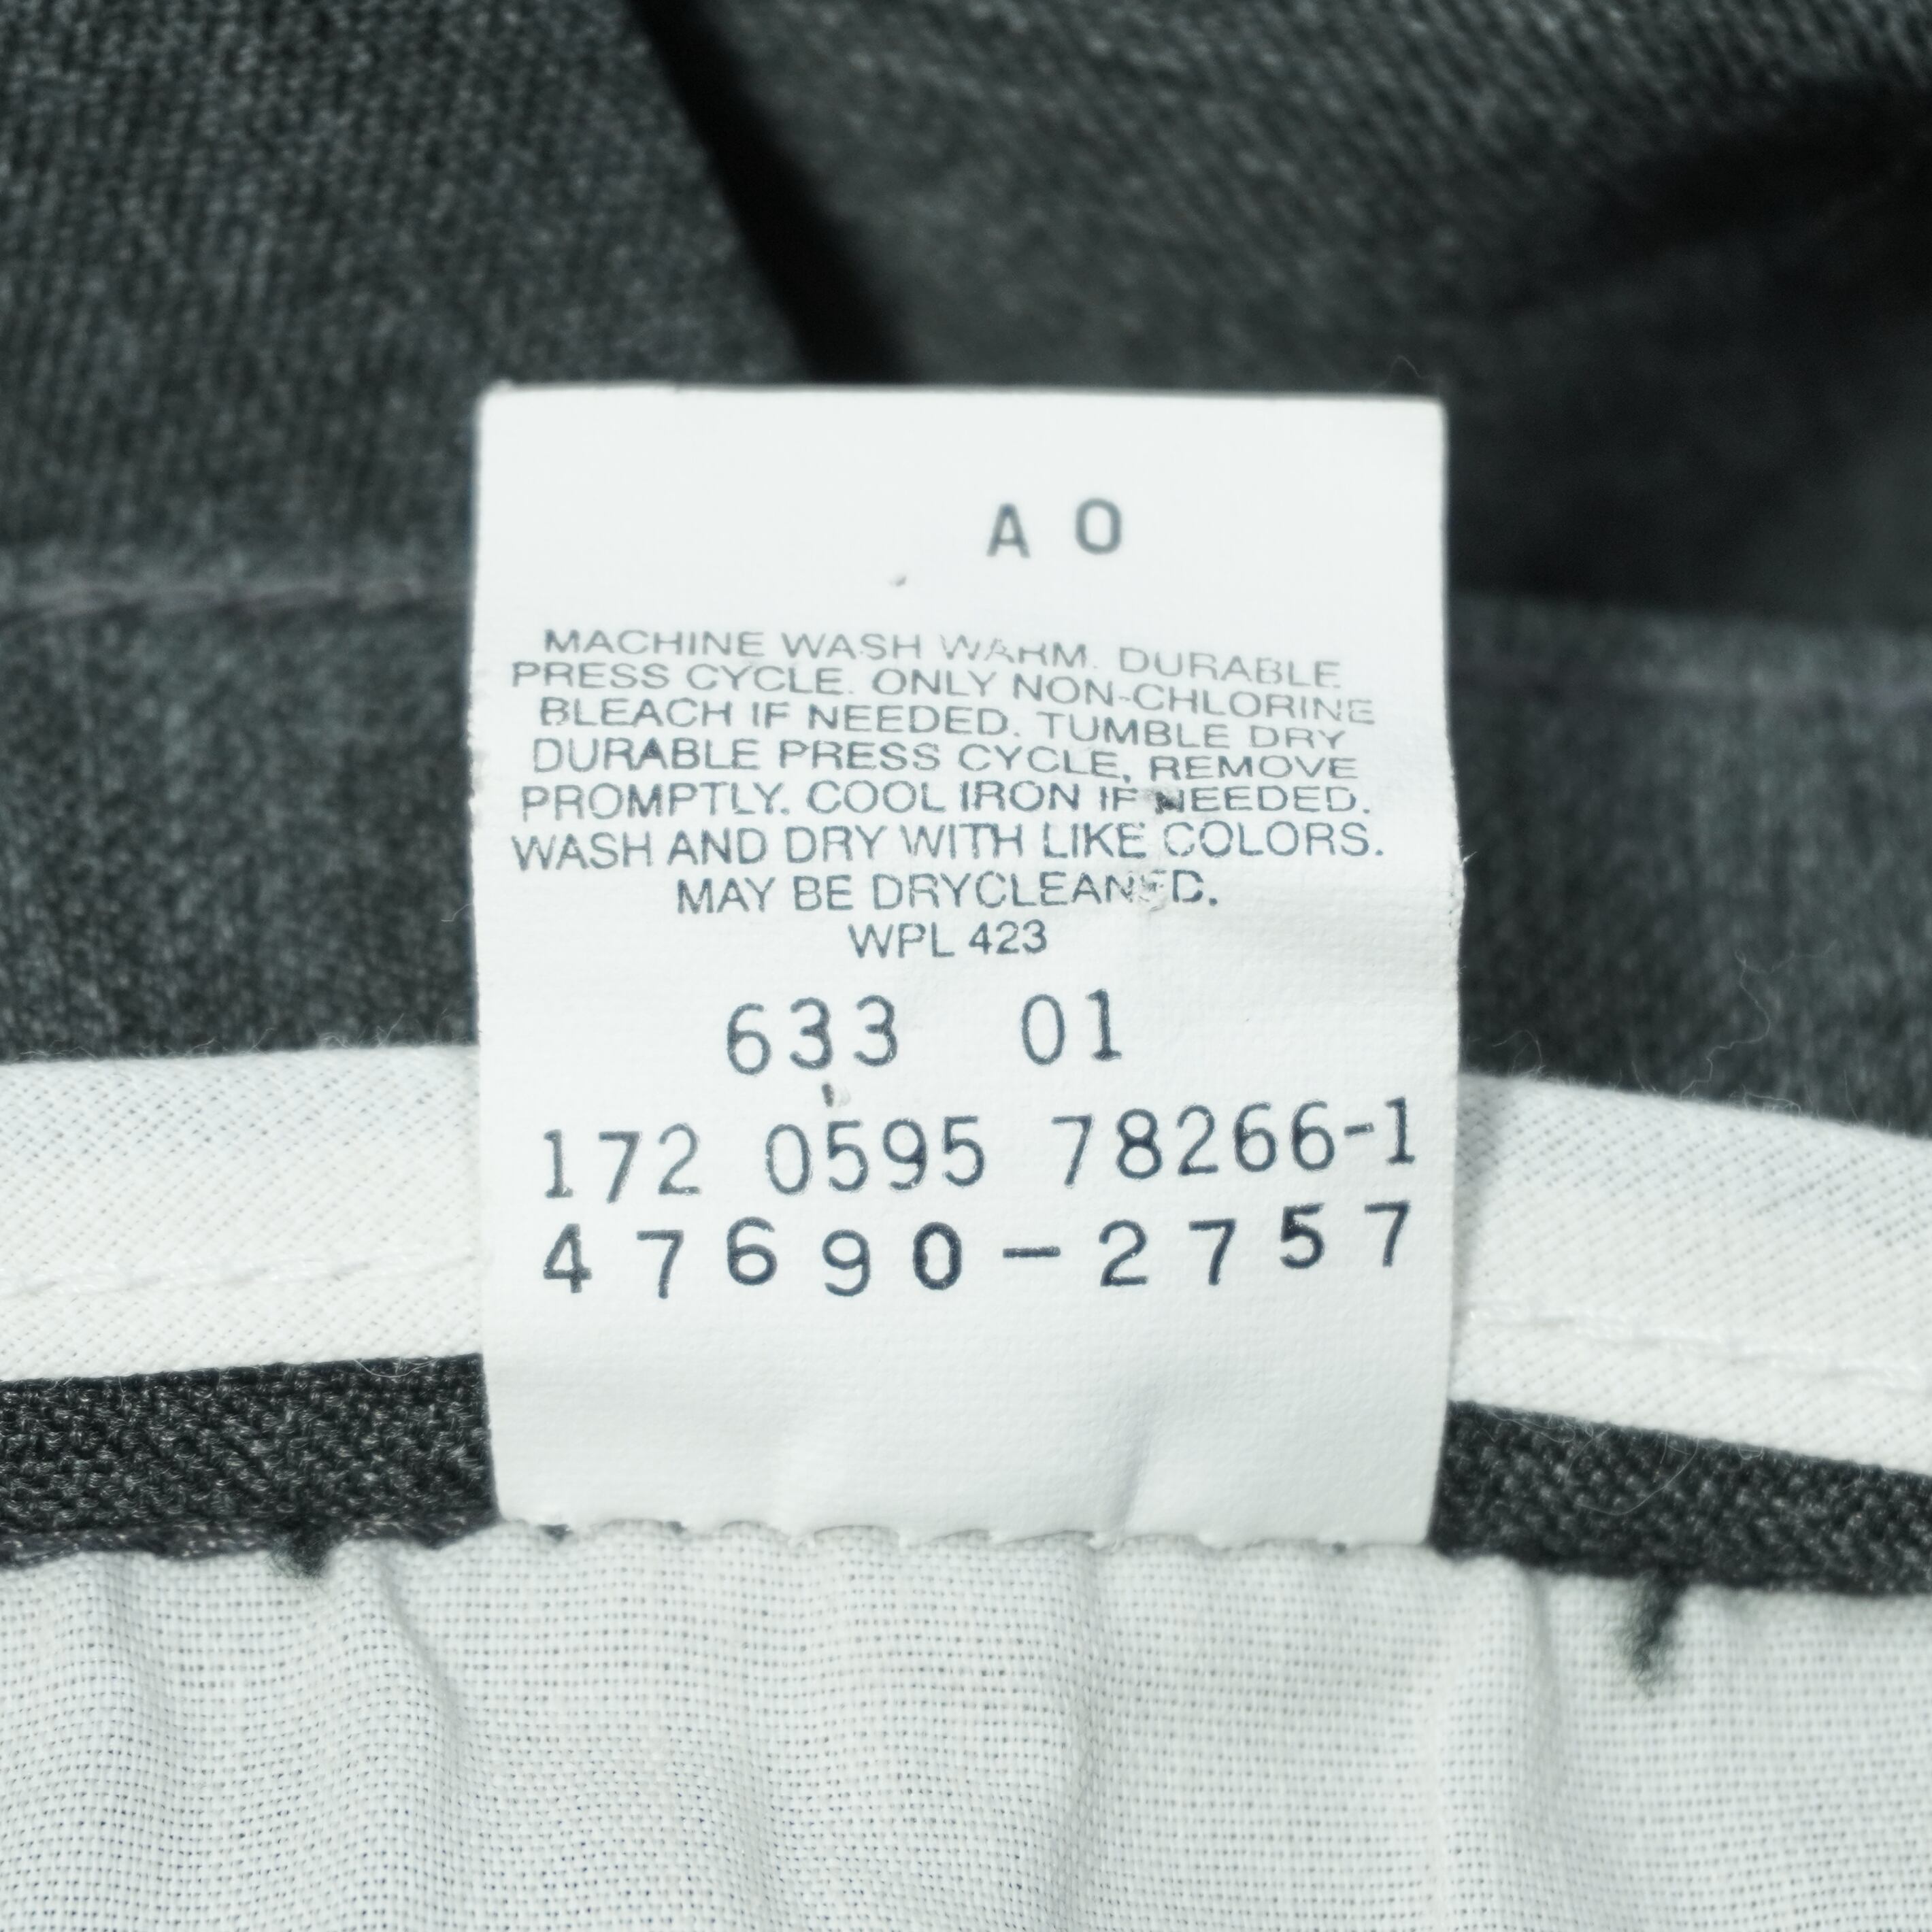 A O
MACHINE WASH WARM. DURABLE
PRESS CYCLE. ONLY NON-CHLORINE
BLEACH IF NEEDED. TUMBLE DRY
DURABLE PRESS CYCLE, REMOVE
PROMPTLY. COOL IRON IF NEEDED.
WASH AND DRY WITH LIKE COLORS.
MAY BE DRYCLEANED.
WPL 423
633 01
172 0595 78266-1
47690-2757